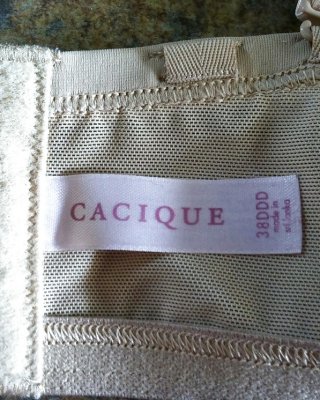 CACIQUE
38DDD
made in
sri lanka